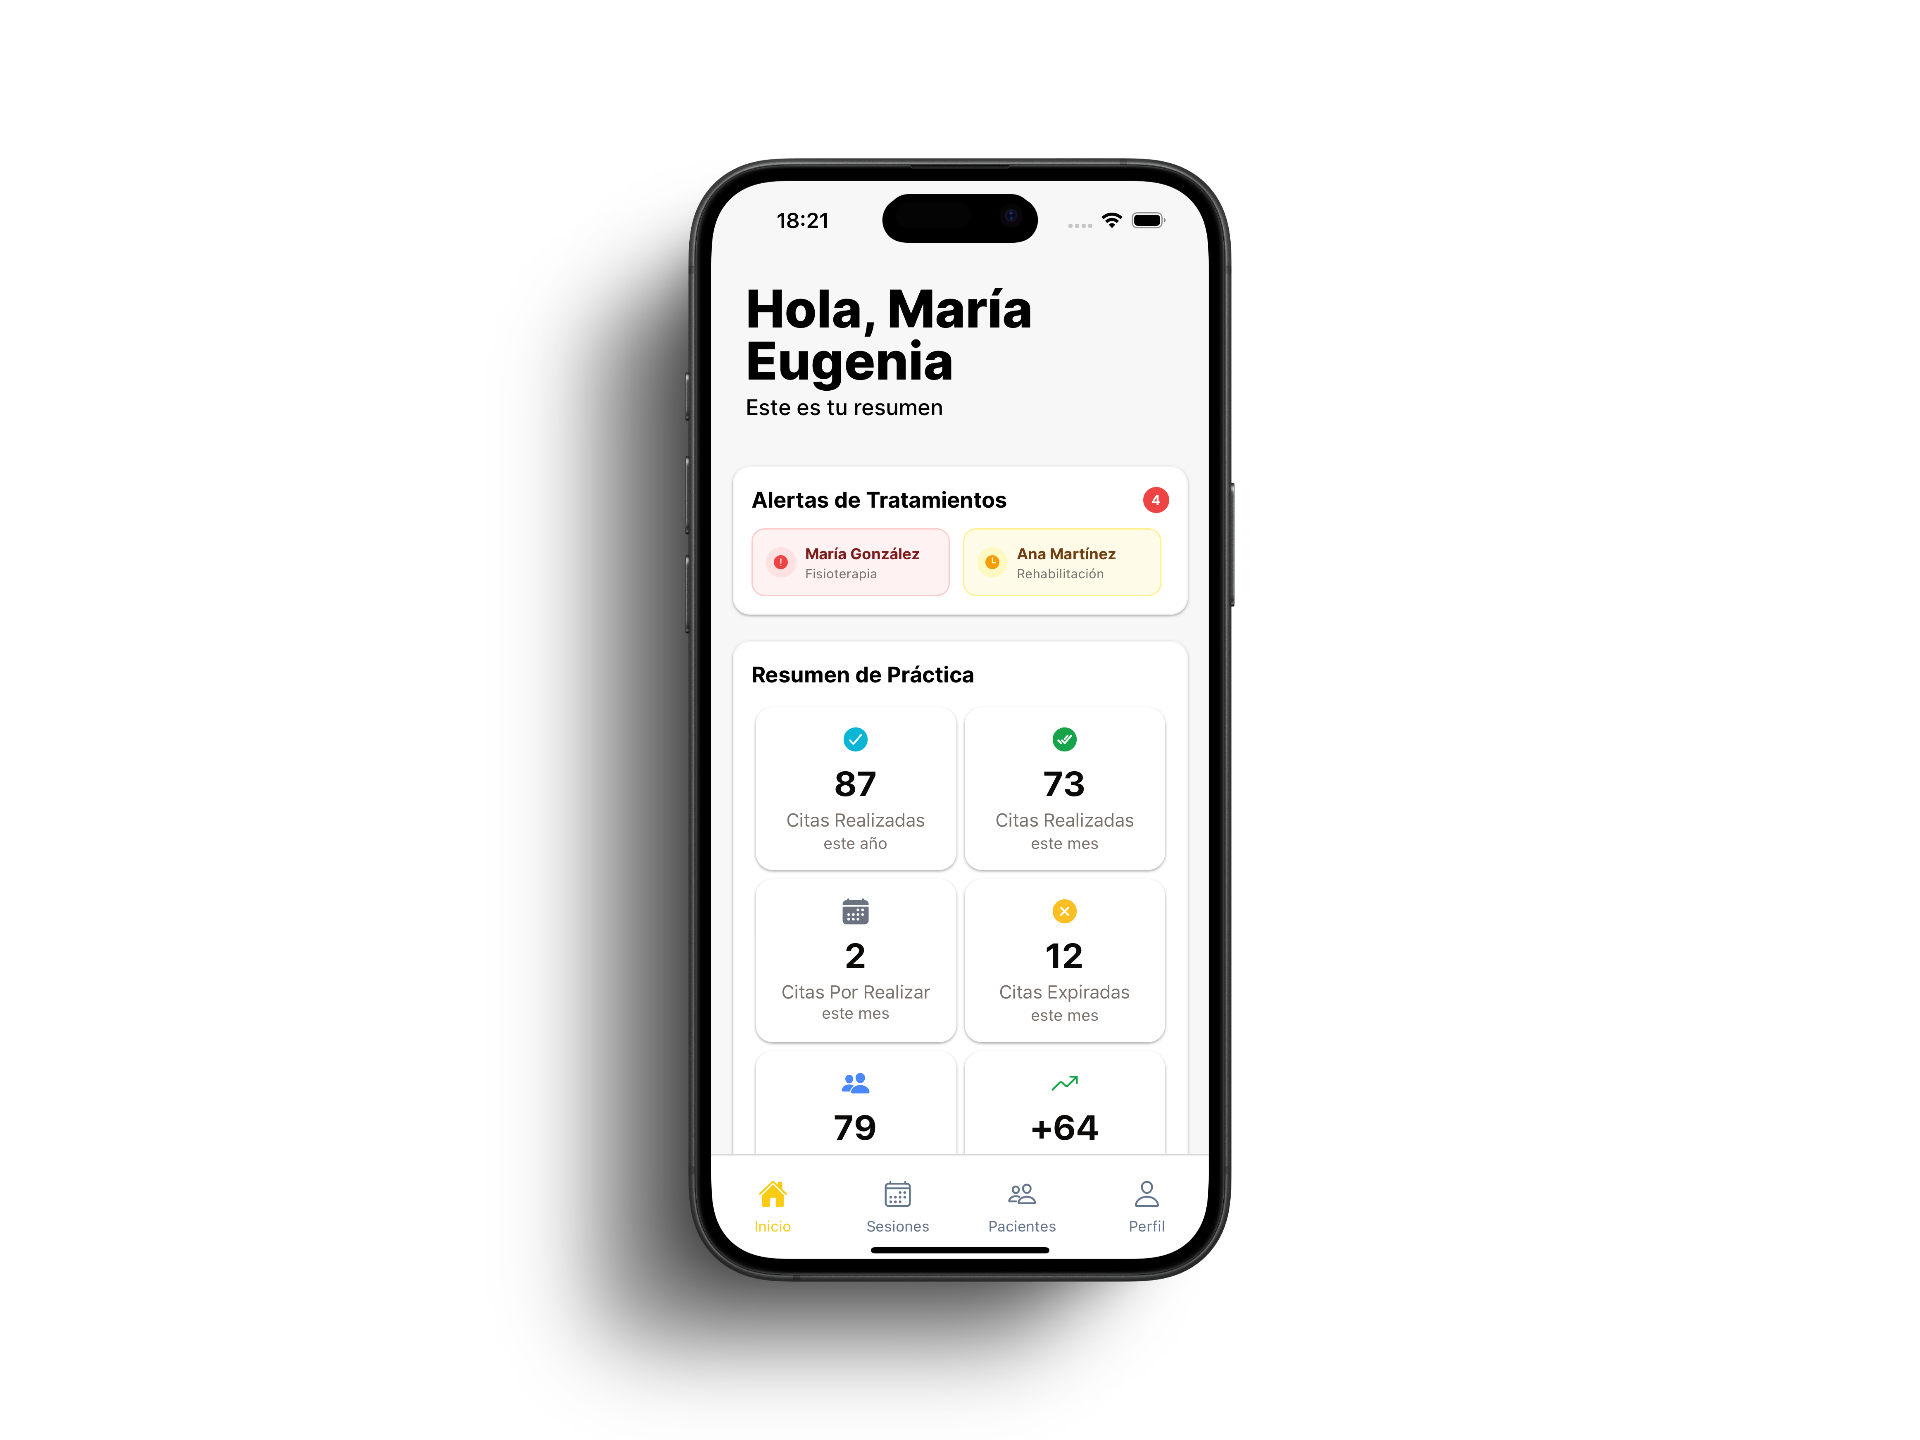 18:21
Hola, María
Eugenia
Este es tu resumen
Alertas de Tratamientos
4
María González
Fisioterapia
Ana Martínez
Rehabilitación
Resumen de Práctica
87
Citas Realizadas
este año
73
Citas Realizadas
este mes
2
Citas Por Realizar
este mes
12
Citas Expiradas
este mes
79
+64
Inicio
Sesiones
Pacientes
Perfil